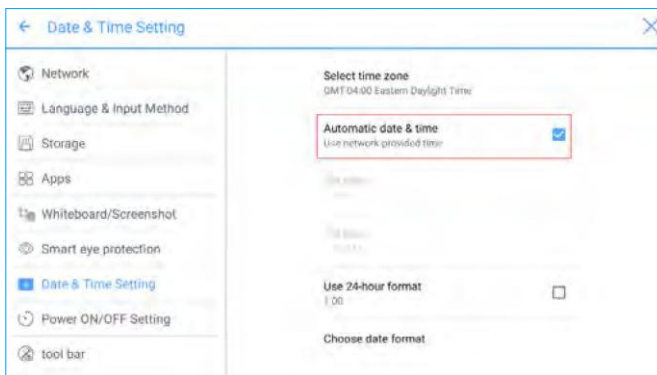 Date & Time Setting
Network
Language & Input Method
Storage
Apps
Whiteboard/Screenshot
Smart eye protection
Date & Time Setting
Power ON/OFF Setting
tool bar
Select time zone
GMT-04:00 Eastern Daylight Time
Automatic date & time
Use network provided time
Use 24-hour format
1:00
Choose date format